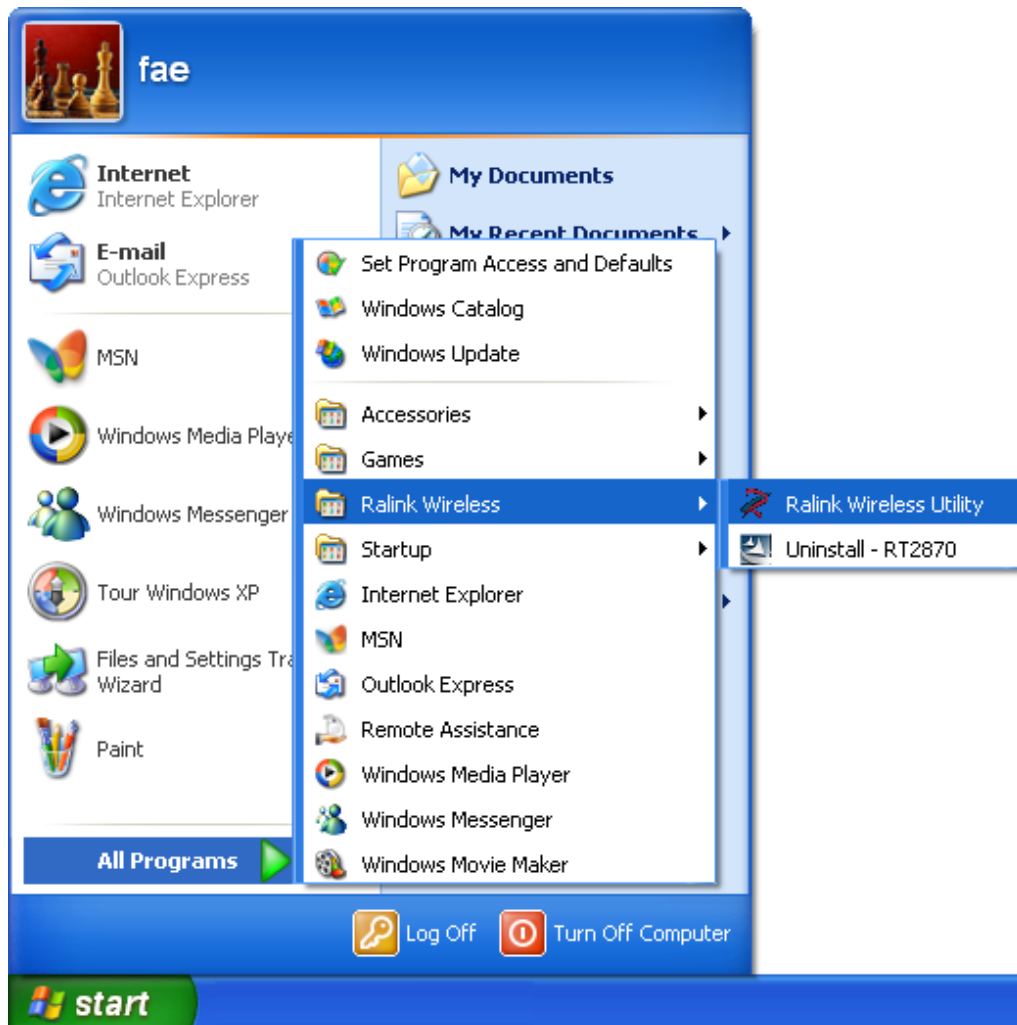 fae
Internet
Internet Explorer
E-mail
Outlook Express
MSN
Windows Media Playe
Windows Messenger
Tour Windows XP
Files and Settings Tra
Wizard
Paint
All Programs
My Documents
My Recent Documents
Set Program Access and Defaults
Windows Catalog
Windows Update
Accessories
Games
Ralink Wireless
Startup
Internet Explorer
MSN
Outlook Express
Remote Assistance
Windows Media Player
Windows Messenger
Windows Movie Maker
Ralink Wireless Utility
Uninstall - RT2870
Log Off
Turn Off Computer
start